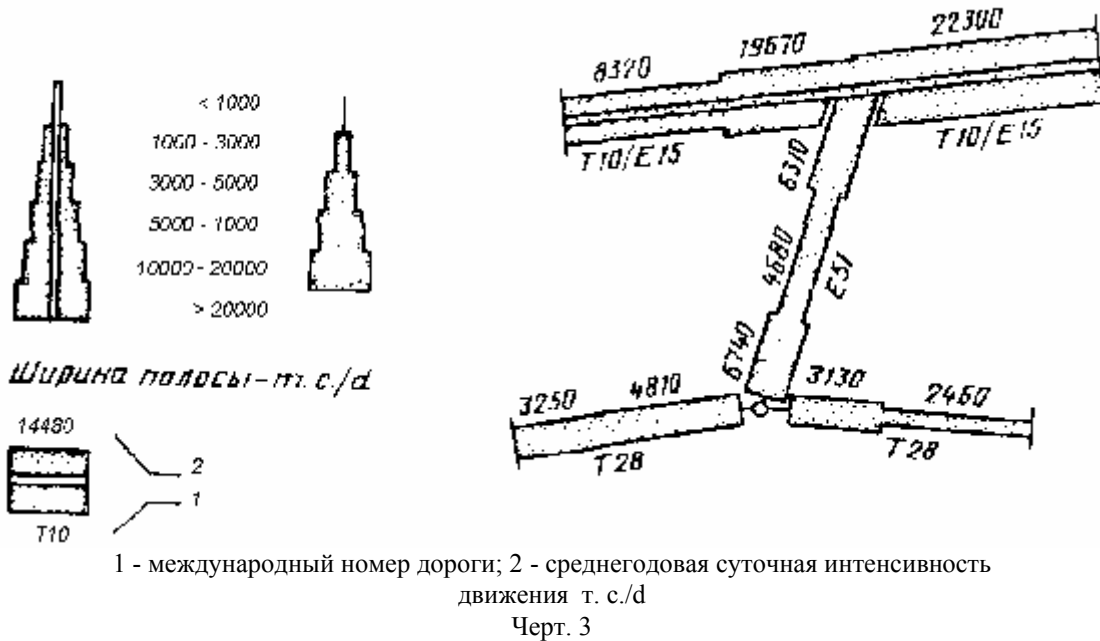 < 1000
1000 - 3000
3000 - 5000
5000 - 1000
10000 - 20000
> 20000
Ширина полосы - т. с./d
14480
2
1
T10
8320
19670
22300
T10/E15
T10/E15
6310
4680
E51
6740
3250
4810
3130
2460
T28
T28
1 - международный номер дороги; 2 - среднегодовая суточная интенсивность
движения т. с./d
Черт. 3